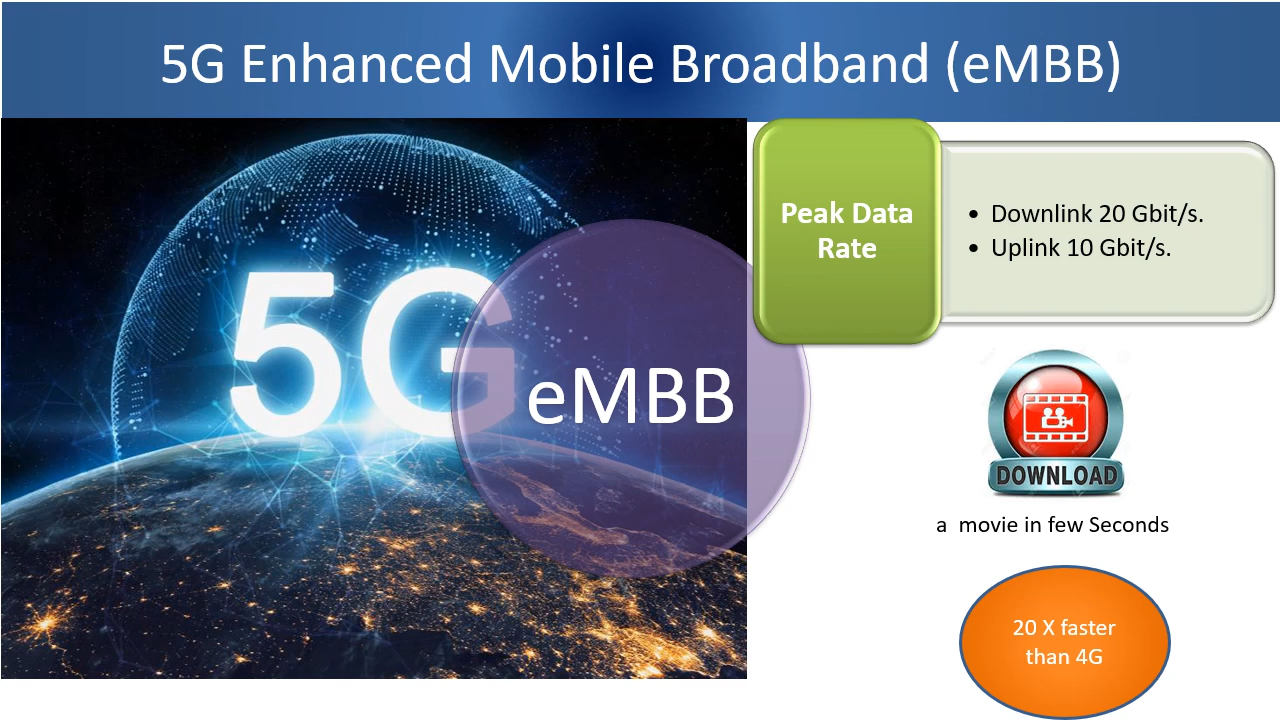 5G Enhanced Mobile Broadband (eMBB)
5G
eMBB
Peak Data
Rate
• Downlink 20 Gbit/s.
• Uplink 10 Gbit/s.
DOWNLOAD
a movie in few Seconds
20 X faster
than 4G